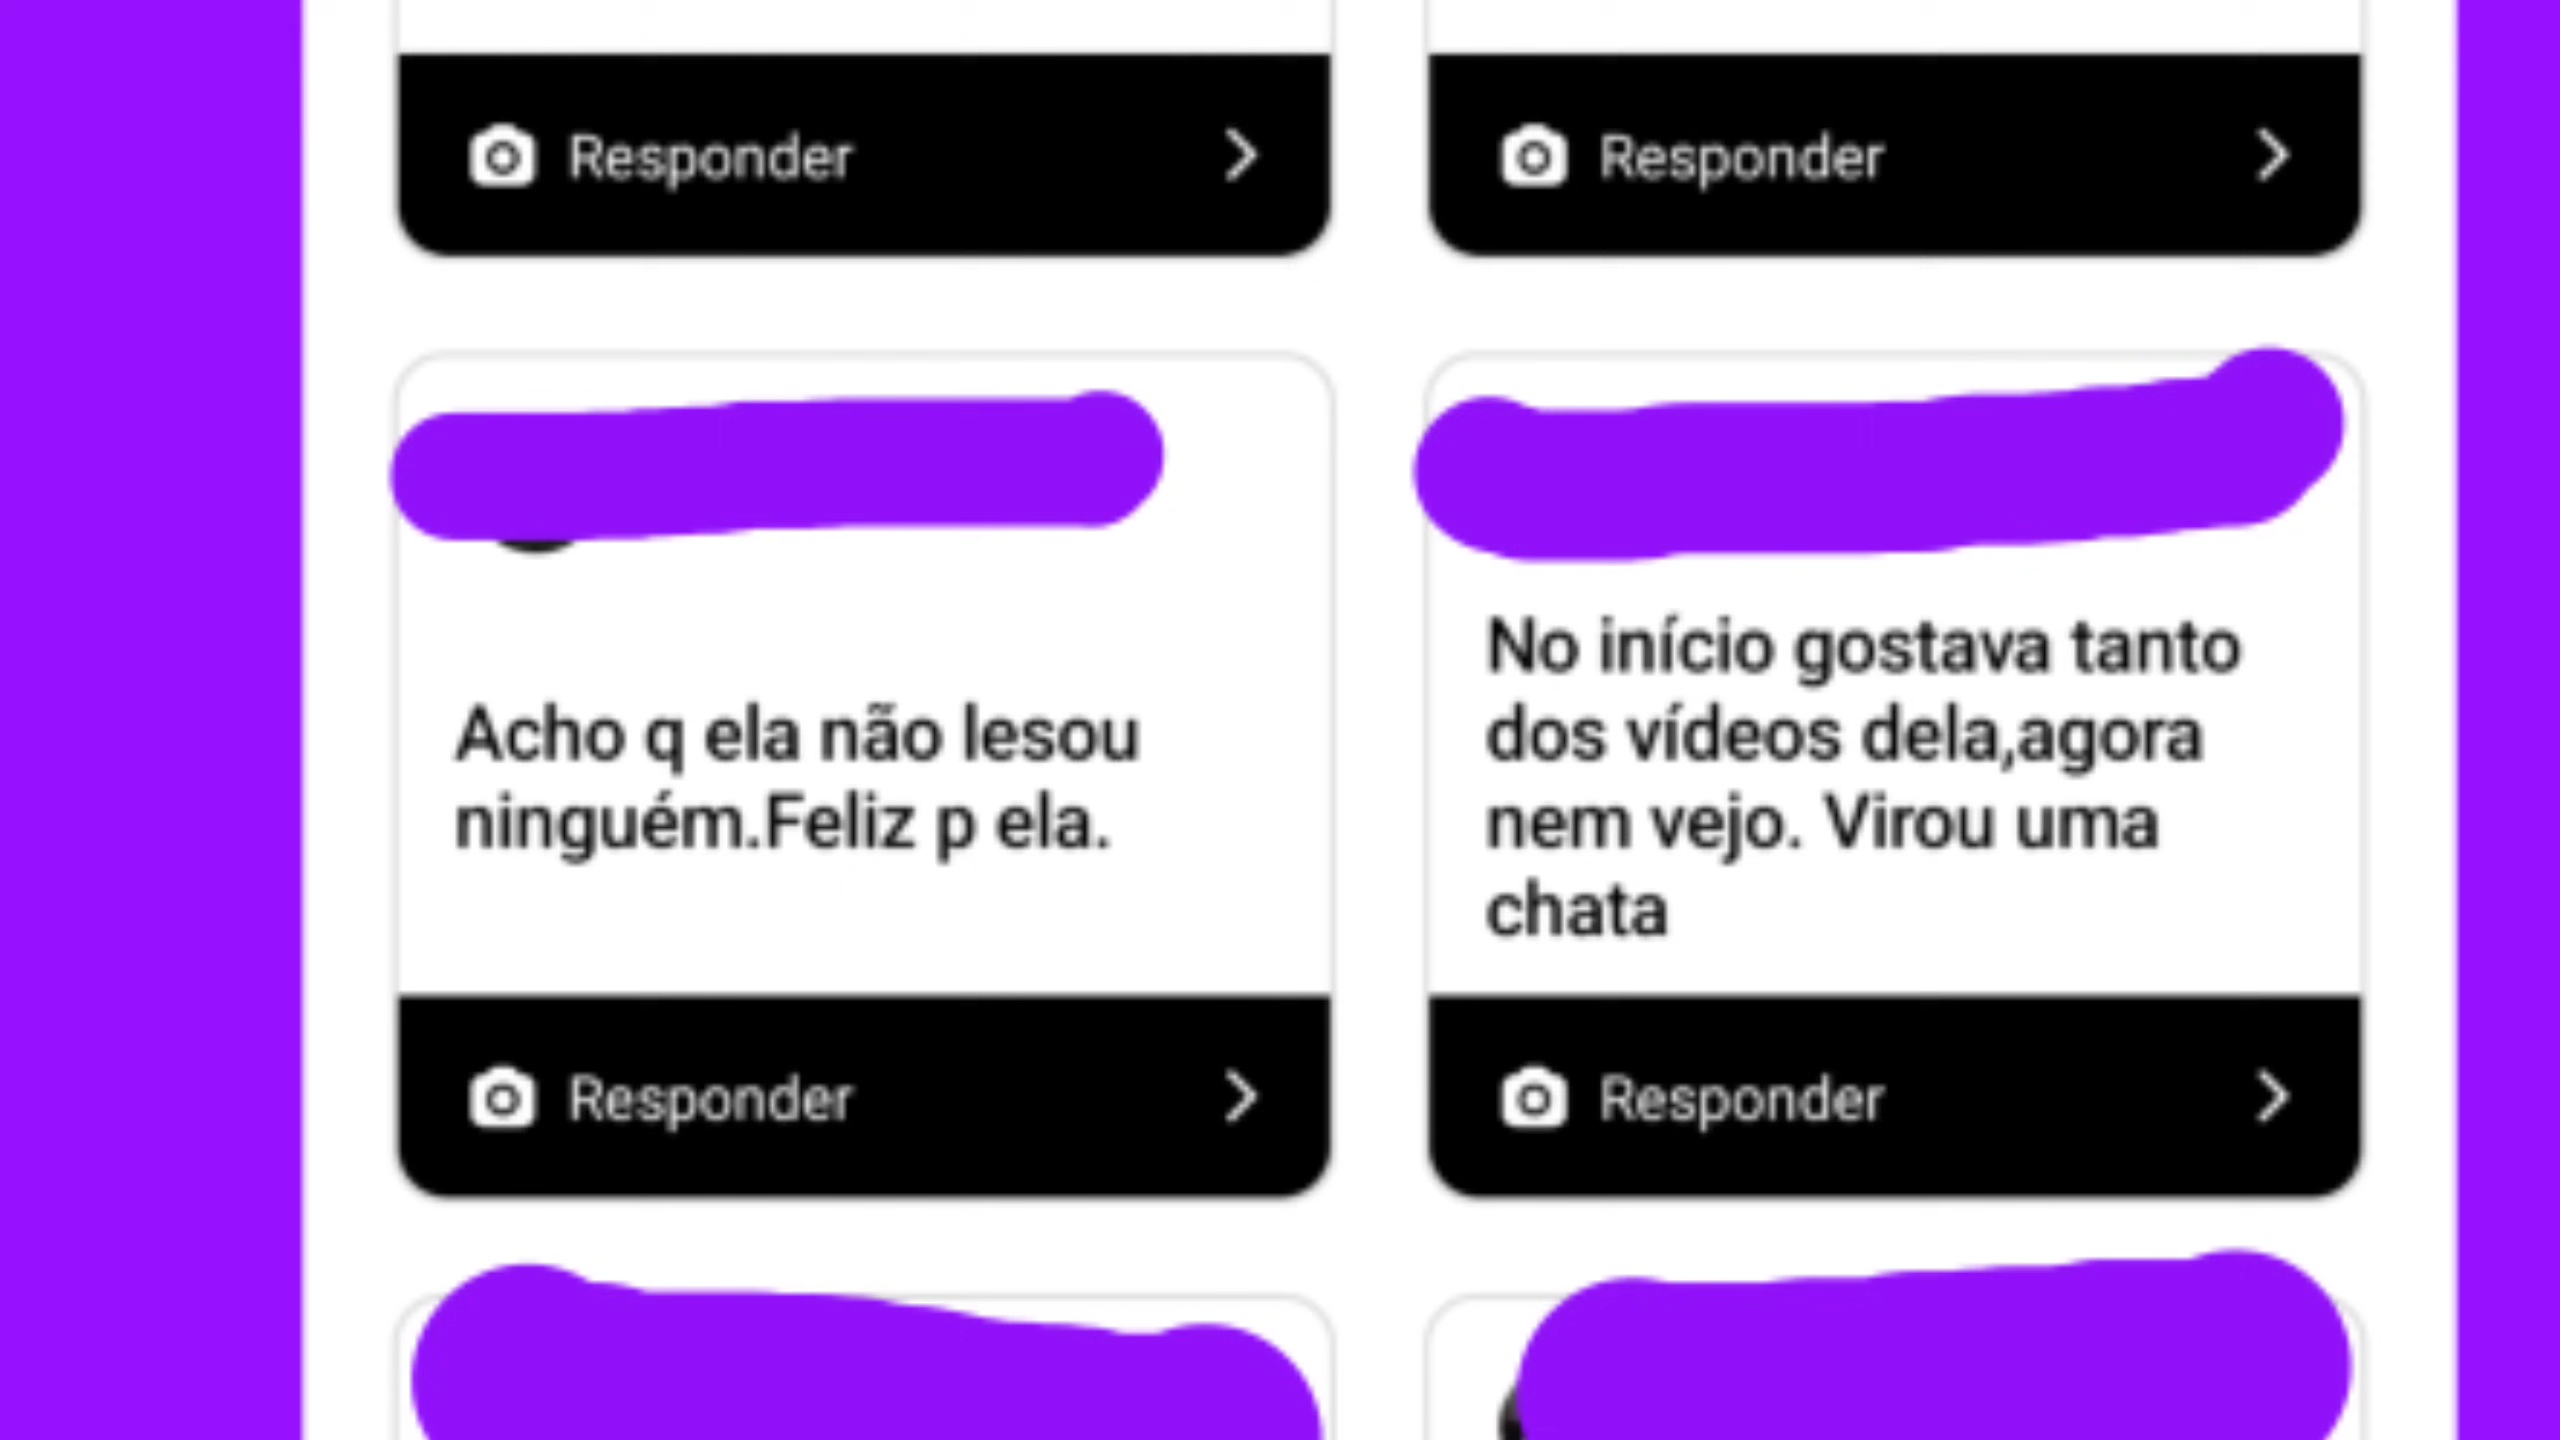 Responder
Responder
Acho q ela não lesou
ninguém.Feliz p ela.
No início gostava tanto
dos vídeos dela,agora
nem vejo. Virou uma
chata
Responder
Responder